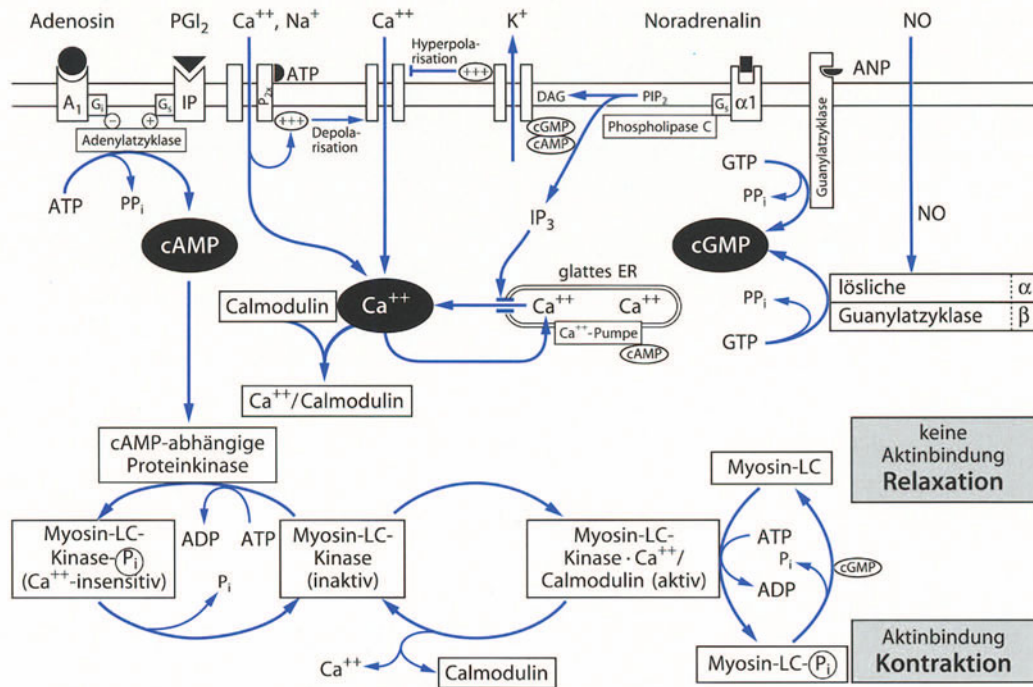 Adenosin
PGI₂
Ca⁺⁺, Na⁺
Ca⁺⁺
K⁺
Noradrenalin
NO
Hyperpola-
risation
+++
ATP
ANP
A₁
Gᵢ
Gₛ
IP
P₂ₓ
DAG
PIP₂
Gₛ
α1
Guanylatzyklase
−
+
Adenylatzyklase
+++
Depola-
risation
cGMP
cAMP
Phospholipase C
ATP
PPᵢ
GTP
PPᵢ
NO
IP₃
cAMP
cGMP
glattes ER
Calmodulin
Ca⁺⁺
Ca⁺⁺
Ca⁺⁺
Ca⁺⁺-Pumpe
cAMP
PPᵢ
GTP
lösliche
α
Guanylatzyklase
β
Ca⁺⁺/Calmodulin
cAMP-abhängige
Proteinkinase
Myosin-LC
keine
Aktinbindung
Relaxation
Myosin-LC-
Kinase-Pᵢ
(Ca⁺⁺-insensitiv)
ADP
ATP
Pᵢ
Myosin-LC-
Kinase
(inaktiv)
Myosin-LC-
Kinase · Ca⁺⁺/
Calmodulin (aktiv)
ATP
Pᵢ
ADP
cGMP
Ca⁺⁺
Calmodulin
Myosin-LC-Pᵢ
Aktinbindung
Kontraktion